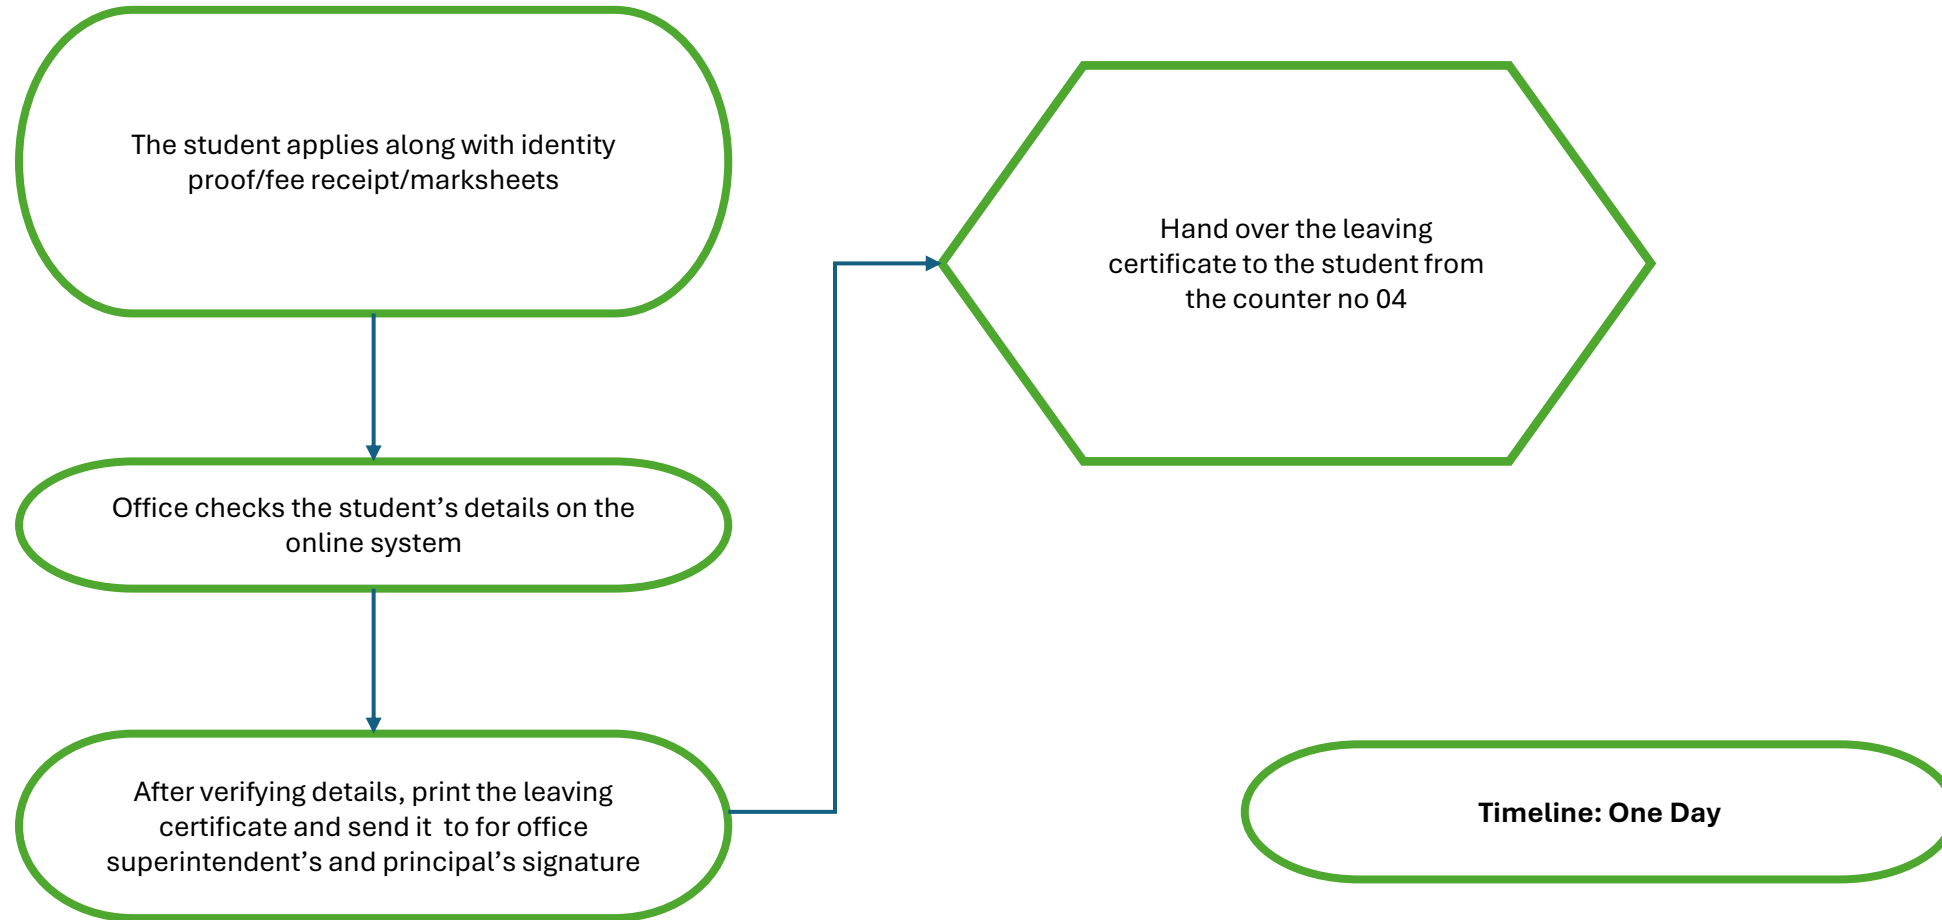 The student applies along with identity
proof/fee receipt/marksheets
Office checks the student’s details on the
online system
After verifying details, print the leaving
certificate and send it  to for office
superintendent’s and principal’s signature
Hand over the leaving
certificate to the student from
the counter no 04
Timeline: One Day